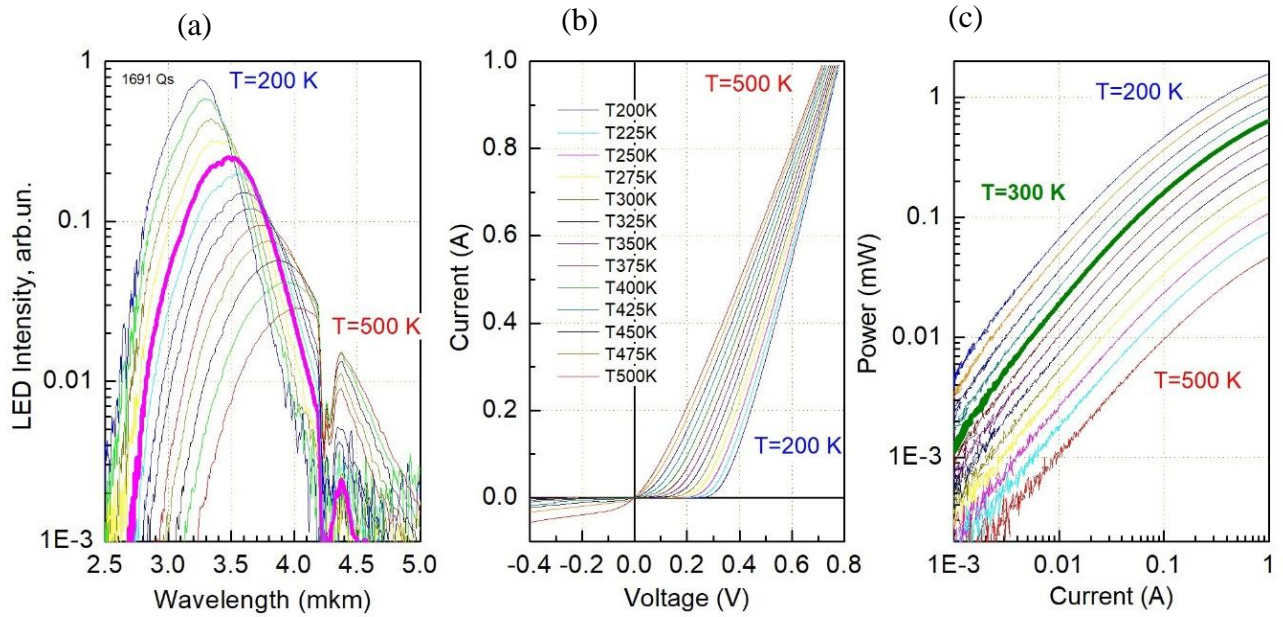 (a)
1691 Qs
T=200 K
T=500 K
LED Intensity, arb.un.
1
0.1
0.01
1E-3
2.5 3.0 3.5 4.0 4.5 5.0
Wavelength (mkm)
(b)
T=500 K
T200K
T225K
T250K
T275K
T300K
T325K
T350K
T375K
T400K
T425K
T450K
T475K
T500K
T=200 K
Current (A)
1.0
0.8
0.6
0.4
0.2
0.0
-0.4 -0.2 0.0 0.2 0.4 0.6 0.8
Voltage (V)
(c)
T=200 K
T=300 K
T=500 K
Power (mW)
1
0.1
0.01
1E-3
1E-3 0.01 0.1 1
Current (A)